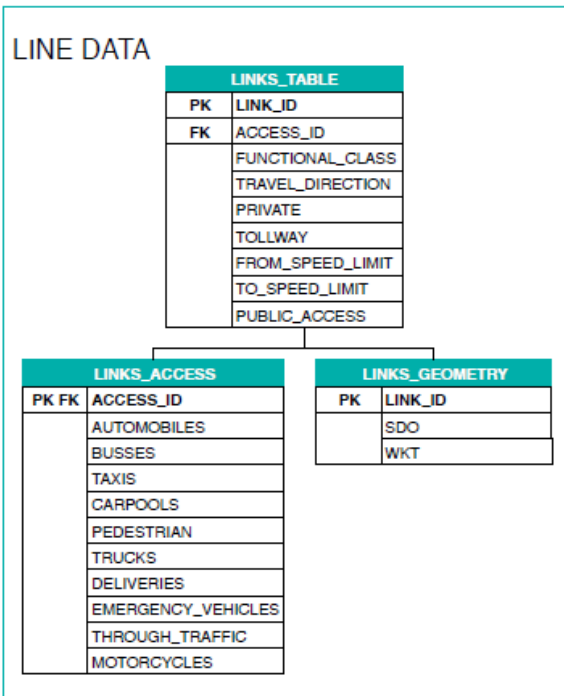 LINE DATA
LINKS_TABLE
PK LINK_ID
FK ACCESS_ID
FUNCTIONAL_CLASS
TRAVEL_DIRECTION
PRIVATE
TOLLWAY
FROM_SPEED_LIMIT
TO_SPEED_LIMIT
PUBLIC_ACCESS
LINKS_ACCESS
PK FK ACCESS_ID
AUTOMOBILES
BUSSES
TAXIS
CARPOOLS
PEDESTRIAN
TRUCKS
DELIVERIES
EMERGENCY_VEHICLES
THROUGH_TRAFFIC
MOTORCYCLES
LINKS_GEOMETRY
PK LINK_ID
SDO
WKT